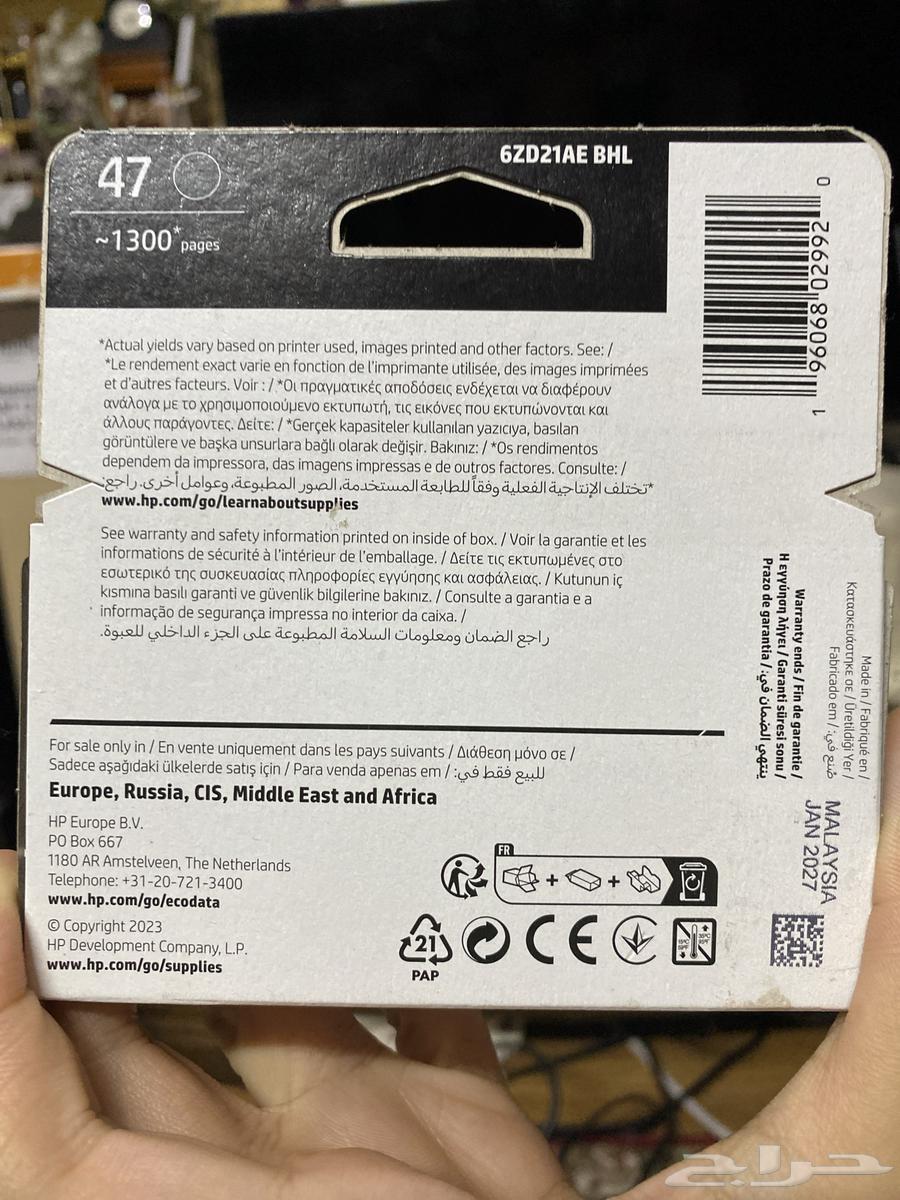 47
~1300* pages
6ZD21AE BHL
1 96068 02992 0
*Actual yields vary based on printer used, images printed and other factors. See: /
*Le rendement exact varie en fonction de l'imprimante utilisée, des images imprimées
et d'autres facteurs. Voir : / *Οι πραγματικές αποδόσεις ενδέχεται να διαφέρουν
ανάλογα με το χρησιμοποιούμενο εκτυπωτή, τις εικόνες που εκτυπώνονται και
άλλους παράγοντες. Δείτε: / *Gerçek kapasiteler kullanılan yazıcıya, basılan
görüntülere ve başka unsurlara bağlı olarak değişir. Bakınız: / *Os rendimentos
dependem da impressora, das imagens impressas e de outros factores. Consulte: /
*تختلف الإنتاجية الفعلية وفقاً للطابعة المستخدمة، الصور المطبوعة، وعوامل أخرى. راجع:
www.hp.com/go/learnaboutsupplies
See warranty and safety information printed on inside of box. / Voir la garantie et les
informations de sécurité à l'intérieur de l'emballage. / Δείτε τις εκτυπωμένες στο
εσωτερικό της συσκευασίας πληροφορίες εγγύησης και ασφάλειας. / Kutunun iç
kısmına basılı garanti ve güvenlik bilgilerine bakınız. / Consulte a garantia e a
informação de segurança impressa no interior da caixa. /
راجع الضمان ومعلومات السلامة المطبوعة على الجزء الداخلي للعبوة.
For sale only in / En vente uniquement dans les pays suivants / Διάθεση μόνο σε /
Sadece aşağıdaki ülkelerde satış için / Para venda apenas em / للبيع فقط في:
Europe, Russia, CIS, Middle East and Africa
HP Europe B.V.
PO Box 667
1180 AR Amstelveen, The Netherlands
Telephone: +31-20-721-3400
www.hp.com/go/ecodata
© Copyright 2023
HP Development Company, L.P.
www.hp.com/go/supplies
FR
21
PAP
CE
Made in / Fabriqué en /
Κατασκευάστηκε σε / Üretildiği Yer /
Fabricado em / صُنع في:
MALAYSIA
Warranty ends / Fin de garantie /
Η εγγύηση λήγει / Garanti süresi sonu /
Prazo de garantia / ينتهي الضمان في:
JAN 2027
حراج